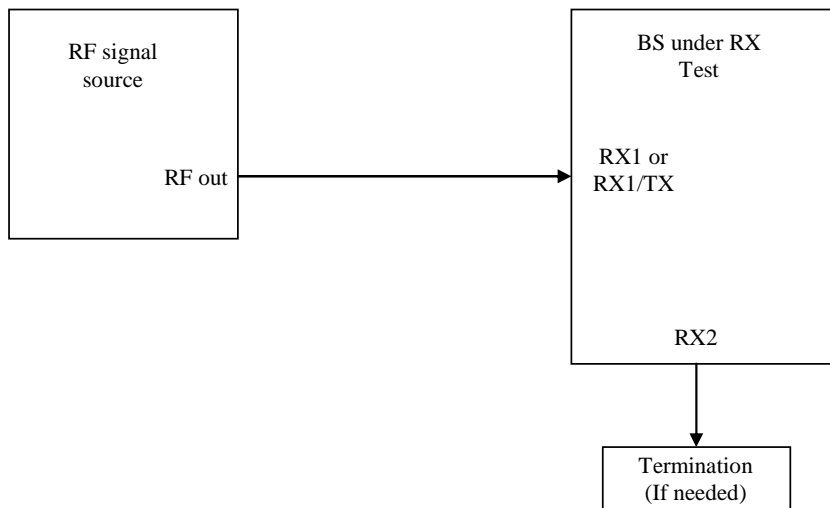 RF signal
source
RF out
BS under RX
Test
RX1 or
RX1/TX
RX2
Termination
(If needed)